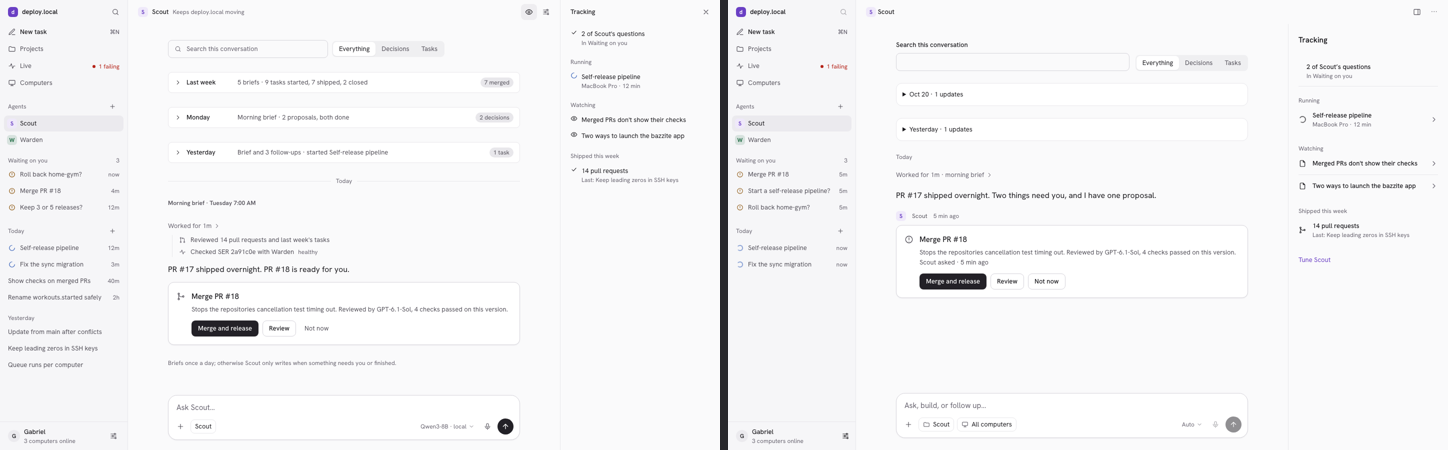 d deploy.local
New task ⌘N
Projects
Live 1 failing
Computers
Agents
S Scout
W Warden
Waiting on you 3
Roll back home-gym? now
Merge PR #18 4m
Keep 3 or 5 releases? 12m
Today
Self-release pipeline 12m
Fix the sync migration 3m
Show checks on merged PRs 40m
Rename workouts.started safely 2h
Yesterday
Update from main after conflicts
Keep leading zeros in SSH keys
Queue runs per computer
G Gabriel
3 computers online
S Scout Keeps deploy.local moving
Search this conversation
Everything Decisions Tasks
Last week 5 briefs · 9 tasks started, 7 shipped, 2 closed 7 merged
Monday Morning brief · 2 proposals, both done 2 decisions
Yesterday Brief and 3 follow-ups · started Self-release pipeline 1 task
Today
Morning brief · Tuesday 7:00 AM
Worked for 1m
Reviewed 14 pull requests and last week's tasks
Checked SER 2a91c0e with Warden healthy
PR #17 shipped overnight. PR #18 is ready for you.
Merge PR #18
Stops the repositories cancellation test timing out. Reviewed by GPT-6.1-Sol, 4 checks passed on this version.
Merge and release Review Not now
Briefs once a day; otherwise Scout only writes when something needs you or finished.
Ask Scout...
Scout
Qwen3-8B · local
Tracking
2 of Scout's questions
In Waiting on you
Running
Self-release pipeline
MacBook Pro · 12 min
Watching
Merged PRs don't show their checks
Two ways to launch the bazzite app
Shipped this week
14 pull requests
Last: Keep leading zeros in SSH keys
d deploy.local
New task ⌘N
Projects
Live 1 failing
Computers
Agents
S Scout
W Warden
Waiting on you 3
Merge PR #18 5m
Start a self-release pipeline? 5m
Roll back home-gym? 5m
Today
Self-release pipeline now
Fix the sync migration now
G Gabriel
3 computers online
S Scout
Search this conversation
Everything Decisions Tasks
Oct 20 · 1 updates
Yesterday · 1 updates
Today
Worked for 1m · morning brief
PR #17 shipped overnight. Two things need you, and I have one proposal.
S Scout 5 min ago
Merge PR #18
Stops the repositories cancellation test timing out. Reviewed by GPT-6.1-Sol, 4 checks passed on this version.
Scout asked · 5 min ago
Merge and release Review Not now
Ask, build, or follow up...
Scout All computers
Auto
Tracking
2 of Scout's questions
In Waiting on you
Running
Self-release pipeline
MacBook Pro · 12 min
Watching
Merged PRs don't show their checks
Two ways to launch the bazzite app
Shipped this week
14 pull requests
Last: Keep leading zeros in SSH keys
Tune Scout